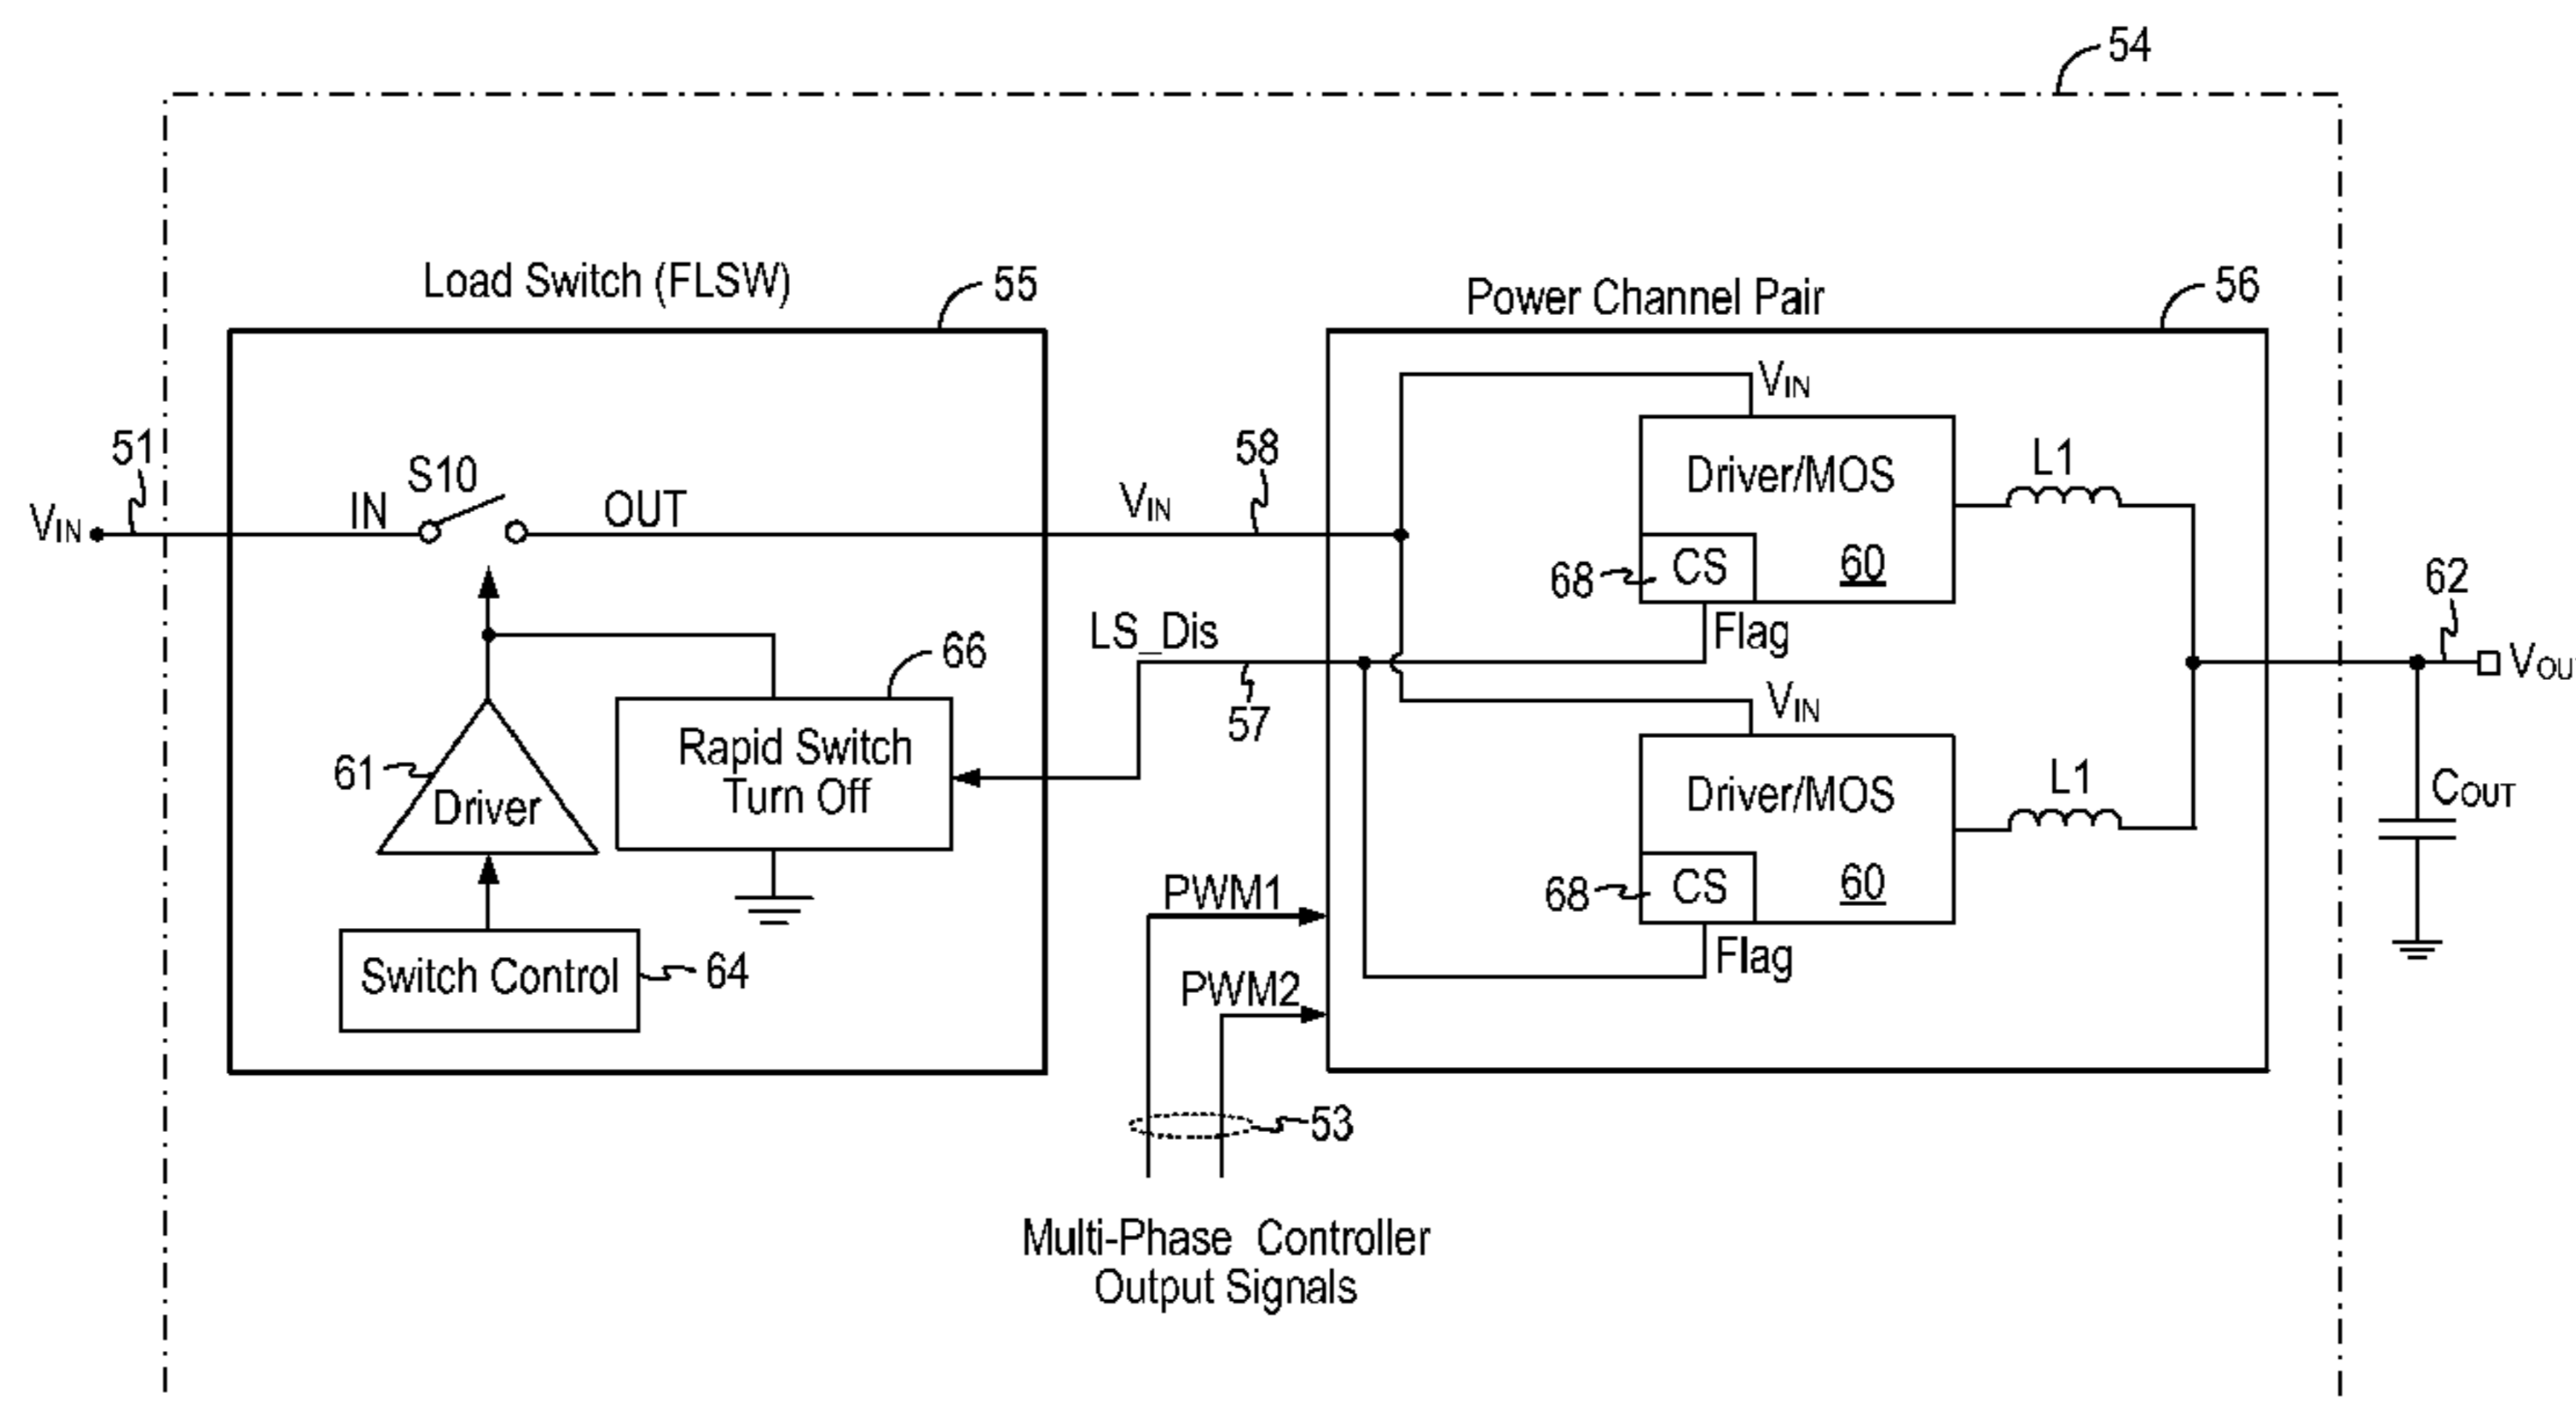 54
Load Switch (FLSW)
55
Power Channel Pair
56
VIN
51
IN
S10
OUT
VIN
58
VIN
Driver/MOS
CS
60
68
Flag
L1
62
VOU
COUT
LS_Dis
57
66
Rapid Switch
Turn Off
61
Driver
Switch Control
64
VIN
Driver/MOS
CS
60
68
Flag
L1
PWM1
PWM2
53
Multi-Phase Controller
Output Signals